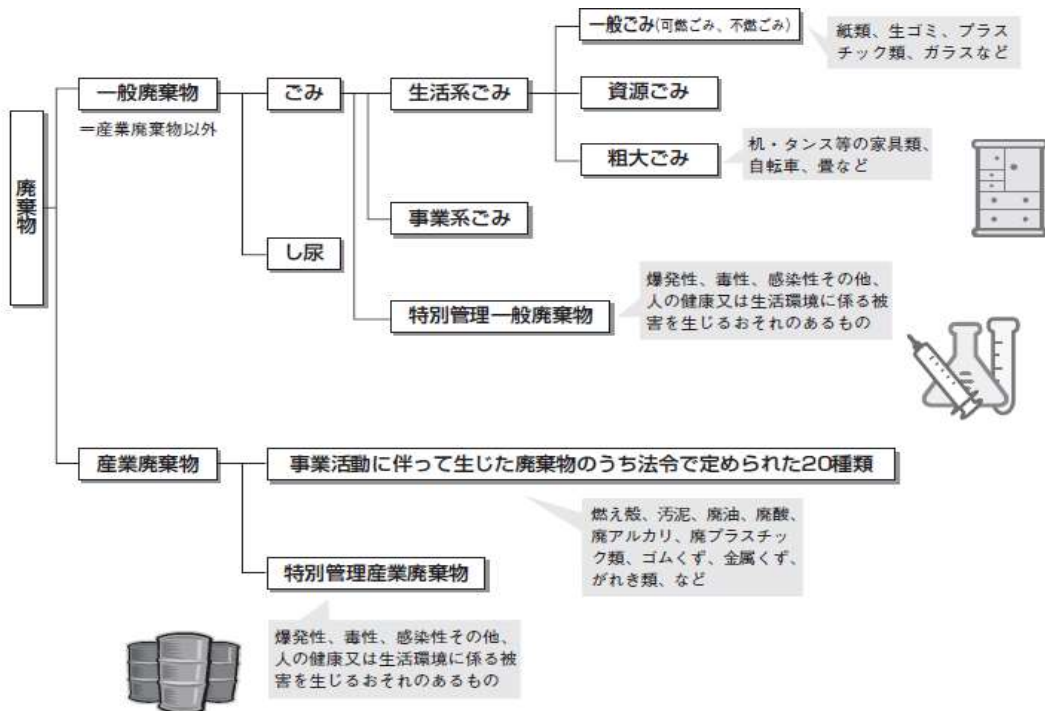 一般ごみ(可燃ごみ、不燃ごみ)
紙類、生ゴミ、プラス
チック類、ガラスなど
一般廃棄物
ごみ
生活系ごみ
資源ごみ
＝産業廃棄物以外
粗大ごみ
机・タンス等の家具類、
自転車、畳など
廃棄物
事業系ごみ
し尿
特別管理一般廃棄物
爆発性、毒性、感染性その他、
人の健康又は生活環境に係る被
害を生じるおそれのあるもの
産業廃棄物
事業活動に伴って生じた廃棄物のうち法令で定められた20種類
燃え殻、汚泥、廃油、廃酸、
廃アルカリ、廃プラスチッ
ク類、ゴムくず、金属くず、
がれき類、など
特別管理産業廃棄物
爆発性、毒性、感染性その他、
人の健康又は生活環境に係る被
害を生じるおそれのあるもの